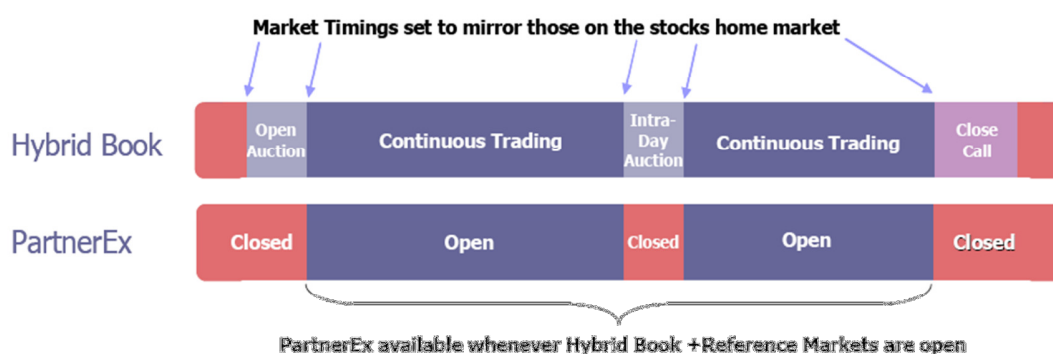 Market Timings set to mirror those on the stocks home market
Hybrid Book
Open
Auction
Continuous Trading
Intra-
Day
Auction
Continuous Trading
Close
Call
PartnerEx
Closed
Open
Closed
Open
Closed
PartnerEx available whenever Hybrid Book +Reference Markets are open